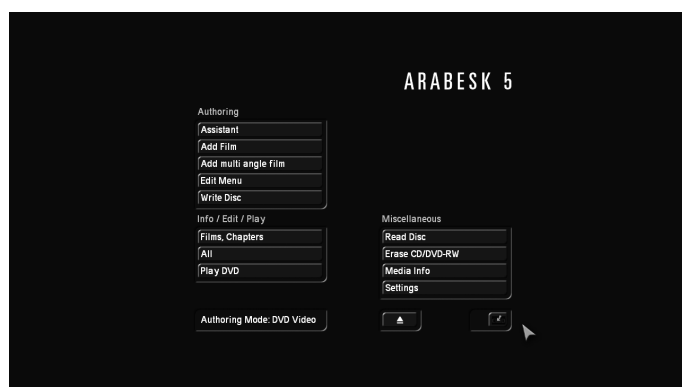 ARABESK 5
Authoring
Assistant
Add Film
Add multi angle film
Edit Menu
Write Disc
Info / Edit / Play
Films, Chapters
All
Play DVD
Miscellaneous
Read Disc
Erase CD/DVD-RW
Media Info
Settings
Authoring Mode: DVD Video